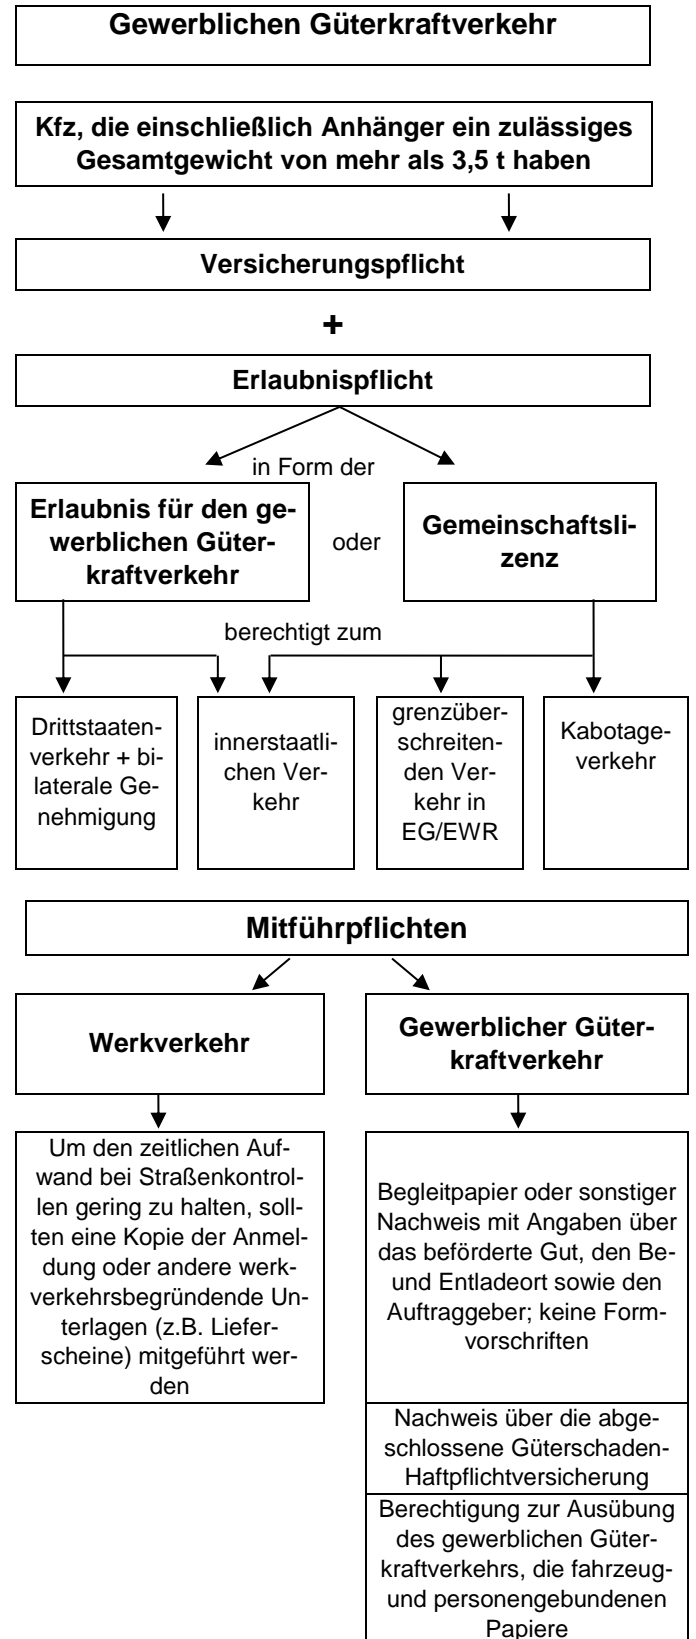 Gewerblichen Güterkraftverkehr
Kfz, die einschließlich Anhänger ein zulässiges
Gesamtgewicht von mehr als 3,5 t haben
Versicherungspflicht
+
Erlaubnispflicht
in Form der
Erlaubnis für den ge-
werblichen Güter-
kraftverkehr
oder
Gemeinschaftsli-
zenz
berechtigt zum
Drittstaaten-
verkehr + bi-
laterale Ge-
nehmigung
innerstaatli-
chen Ver-
kehr
grenzüber-
schreiten-
den Ver-
kehr in
EG/EWR
Kabotage-
verkehr
Mitführpflichten
Werkverkehr
Gewerblicher Güter-
kraftverkehr
Um den zeitlichen Auf-
wand bei Straßenkontrol-
len gering zu halten, soll-
ten eine Kopie der Anmel-
dung oder andere werk-
verkehrsbegründende Un-
terlagen (z.B. Liefer-
scheine) mitgeführt wer-
den
Begleitpapier oder sonstiger
Nachweis mit Angaben über
das beförderte Gut, den Be-
und Entladeort sowie den
Auftraggeber; keine Form-
vorschriften
Nachweis über die abge-
schlossene Güterschaden-
Haftpflichtversicherung
Berechtigung zur Ausübung
des gewerblichen Güter-
kraftverkehrs, die fahrzeug-
und personengebundenen
Papiere